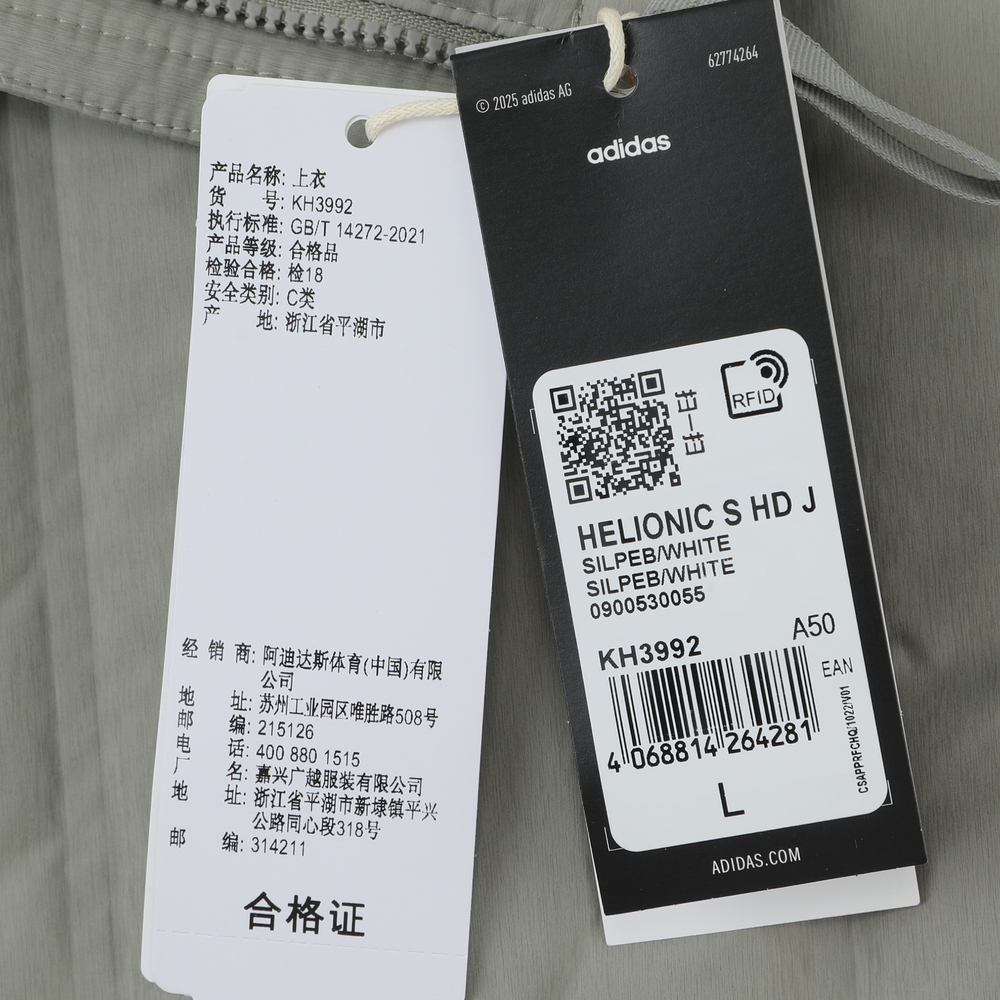 产品名称: 上衣
货 号: KH3992
执行标准: GB/T 14272-2021
产品等级: 合格品
检验合格: 检18
安全类别: C类
产 地: 浙江省平湖市
经 销 商: 阿迪达斯体育(中国)有限
公司
地 址: 苏州工业园区唯胜路508号
邮 编: 215126
电 话: 400 880 1515
厂 名: 嘉兴广越服装有限公司
地 址: 浙江省平湖市新埭镇平兴
公路同心段318号
邮 编: 314211
合格证
© 2025 adidas AG
62774264
adidas
RFID
扫一扫
HELIONIC S HD J
SILPEB/WHITE
SILPEB/WHITE
0900530055
KH3992
A50
EAN
4 068814 264281
CSAPPRFCHQ/1022/V01
L
ADIDAS.COM